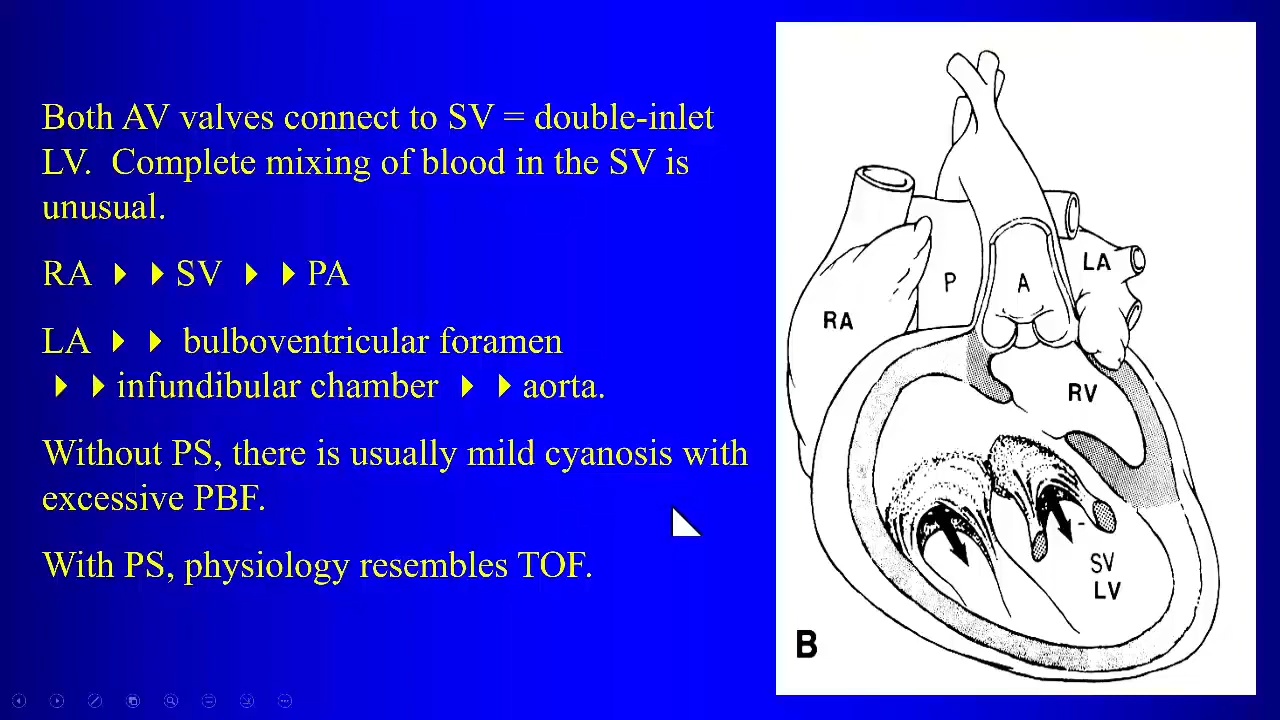 Both AV valves connect to SV = double-inlet
LV. Complete mixing of blood in the SV is
unusual.
RA ⏵ ⏵ SV ⏵ ⏵ PA
LA ⏵ ⏵ bulboventricular foramen
⏵ ⏵ infundibular chamber ⏵ ⏵ aorta.
Without PS, there is usually mild cyanosis with
excessive PBF.
With PS, physiology resembles TOF.
P
A
LA
RA
RV
SV
LV
B